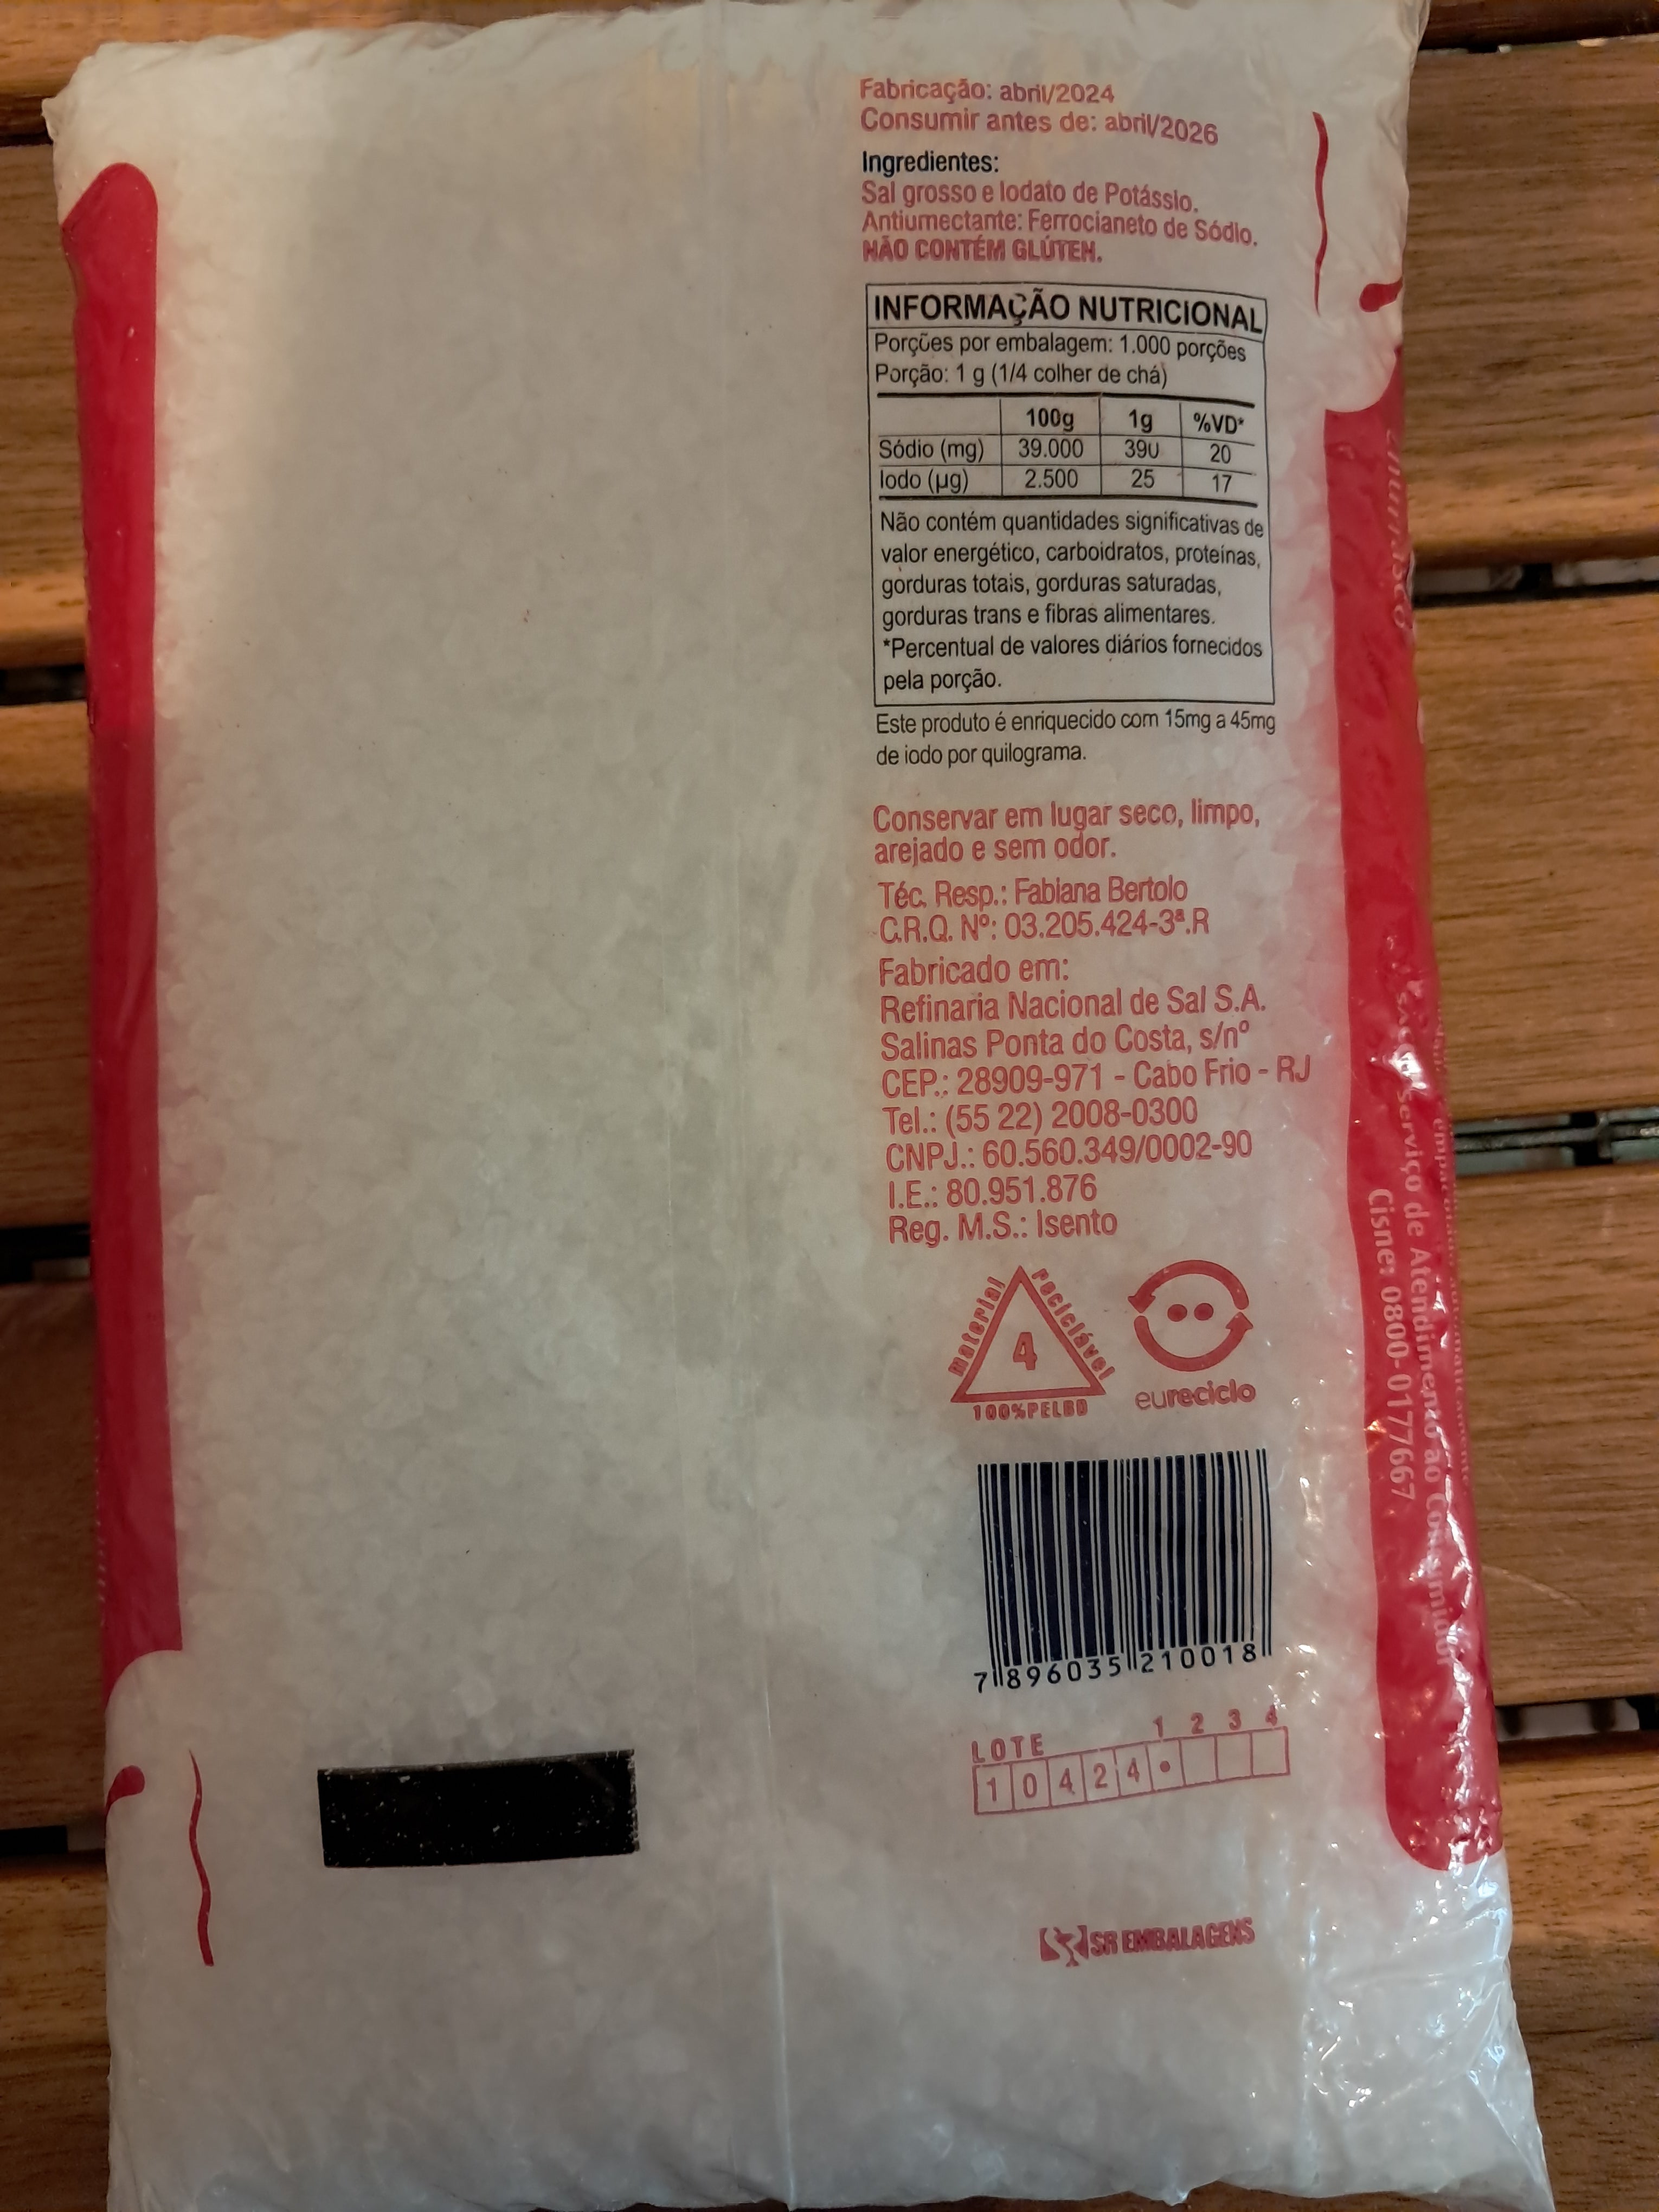 Fabricação: abril/2024
Consumir antes de: abril/2026
Ingredientes:
Sal grosso e Iodato de Potássio.
Antiumectante: Ferrocianeto de Sódio.
NÃO CONTÉM GLÚTEN.
INFORMAÇÃO NUTRICIONAL
Porções por embalagem: 1.000 porções
Porção: 1 g (1/4 colher de chá)
100g 1g %VD*
Sódio (mg) 39.000 390 20
Iodo (µg) 2.500 25 17
Não contém quantidades significativas de
valor energético, carboidratos, proteínas,
gorduras totais, gorduras saturadas,
gorduras trans e fibras alimentares.
*Percentual de valores diários fornecidos
pela porção.
Este produto é enriquecido com 15mg a 45mg
de iodo por quilograma.
Conservar em lugar seco, limpo,
arejado e sem odor.
Téc. Resp.: Fabiana Bertolo
C.R.Q. Nº: 03.205.424-3ª.R
Fabricado em:
Refinaria Nacional de Sal S.A.
Salinas Ponta do Costa, s/nº
CEP.: 28909-971 - Cabo Frio - RJ
Tel.: (55 22) 2008-0300
CNPJ.: 60.560.349/0002-90
I.E.: 80.951.876
Reg. M.S.: Isento
material reciclável
4
100%PELBD
eureciclo
7 896035 210018
1 2 3 4
LOTE
10424•
SR EMBALAGENS
Serviço de Atendimento ao Consumidor
Cisne: 0800-0177667